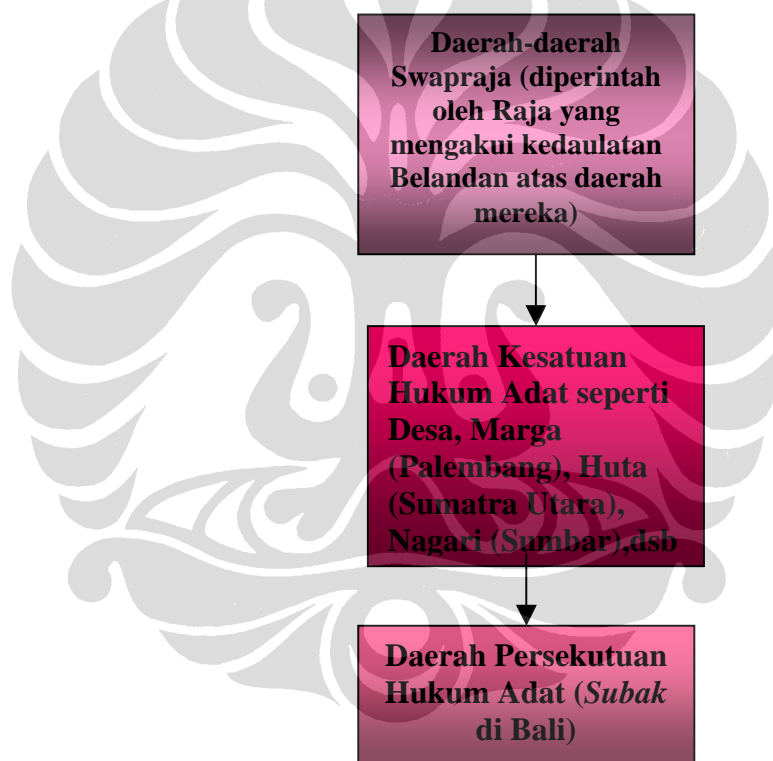 Daerah-daerah
Swapraja (diperintah
oleh Raja yang
mengakui kedaulatan
Belandan atas daerah
mereka)
Daerah Kesatuan
Hukum Adat seperti
Desa, Marga
(Palembang), Huta
(Sumatra Utara),
Nagari (Sumbar),dsb
Daerah Persekutuan
Hukum Adat (Subak
di Bali)